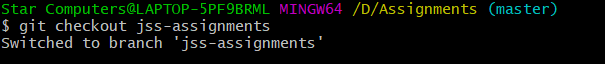 Star Computers@LAPTOP-5PF9BRML MINGW64 /D/Assignments (master)
$ git checkout jss-assignments
Switched to branch 'jss-assignments'